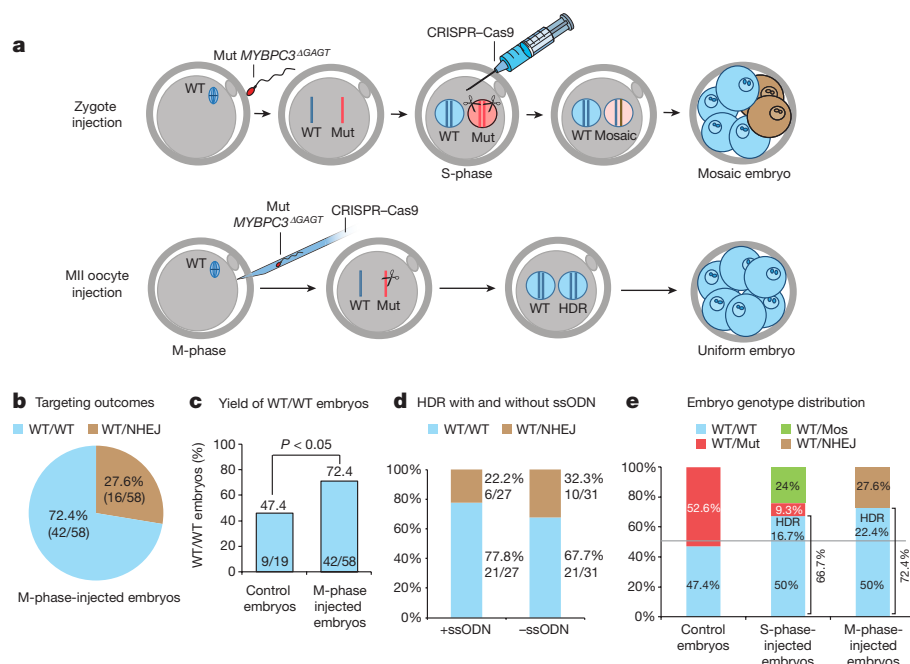 a
Mut MYBPC3ΔGAGT
CRISPR–Cas9
WT
Zygote
injection
WT Mut
WT Mut
WT Mosaic
S-phase
Mosaic embryo
Mut
MYBPC3ΔGAGT
CRISPR–Cas9
WT
MII oocyte
injection
WT Mut
WT HDR
M-phase
Uniform embryo
b Targeting outcomes
WT/WT WT/NHEJ
27.6%
(16/58)
72.4%
(42/58)
M-phase-injected embryos
c Yield of WT/WT embryos
WT/WT embryos (%)
P < 0.05
100
80
60
40
20
0
47.4
72.4
9/19
42/58
Control
embryos
M-phase
injected
embryos
d HDR with and without ssODN
WT/WT WT/NHEJ
100%
80%
60%
40%
20%
0%
22.2%
6/27
77.8%
21/27
32.3%
10/31
67.7%
21/31
+ssODN
–ssODN
e Embryo genotype distribution
WT/WT WT/Mos
WT/Mut WT/NHEJ
100%
80%
60%
40%
20%
0%
52.6%
47.4%
24%
9.3%
HDR
16.7%
50%
66.7%
27.6%
HDR
22.4%
50%
72.4%
Control
embryos
S-phase-
injected
embryos
M-phase-
injected
embryos